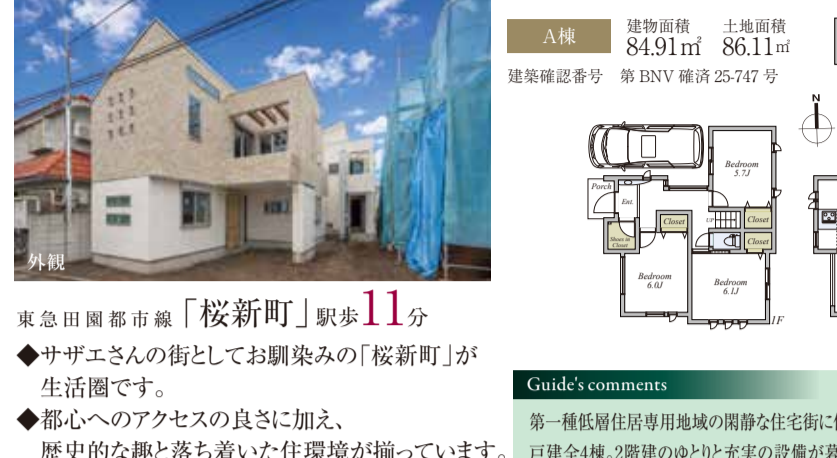 外観
東急田園都市線「桜新町」駅歩11分
◆サザエさんの街としてお馴染みの「桜新町」が
生活圏です。
◆都心へのアクセスの良さに加え、
歴史的な趣と落ち着いた住環境が揃っています。
A棟
建物面積 土地面積
84.91㎡ 86.11㎡
建築確認番号 第 BNV 確済 25-747 号
N
Bedroom
5.7J
Porch
Ent.
Closet
UP
Closet
Shoes in
Closet
Closet
Bedroom
6.0J
Bedroom
6.1J
1F
Guide's comments
第一種低層住居専用地域の閑静な住宅街に
戸建全4棟。2階建のゆとりと充実の設備が